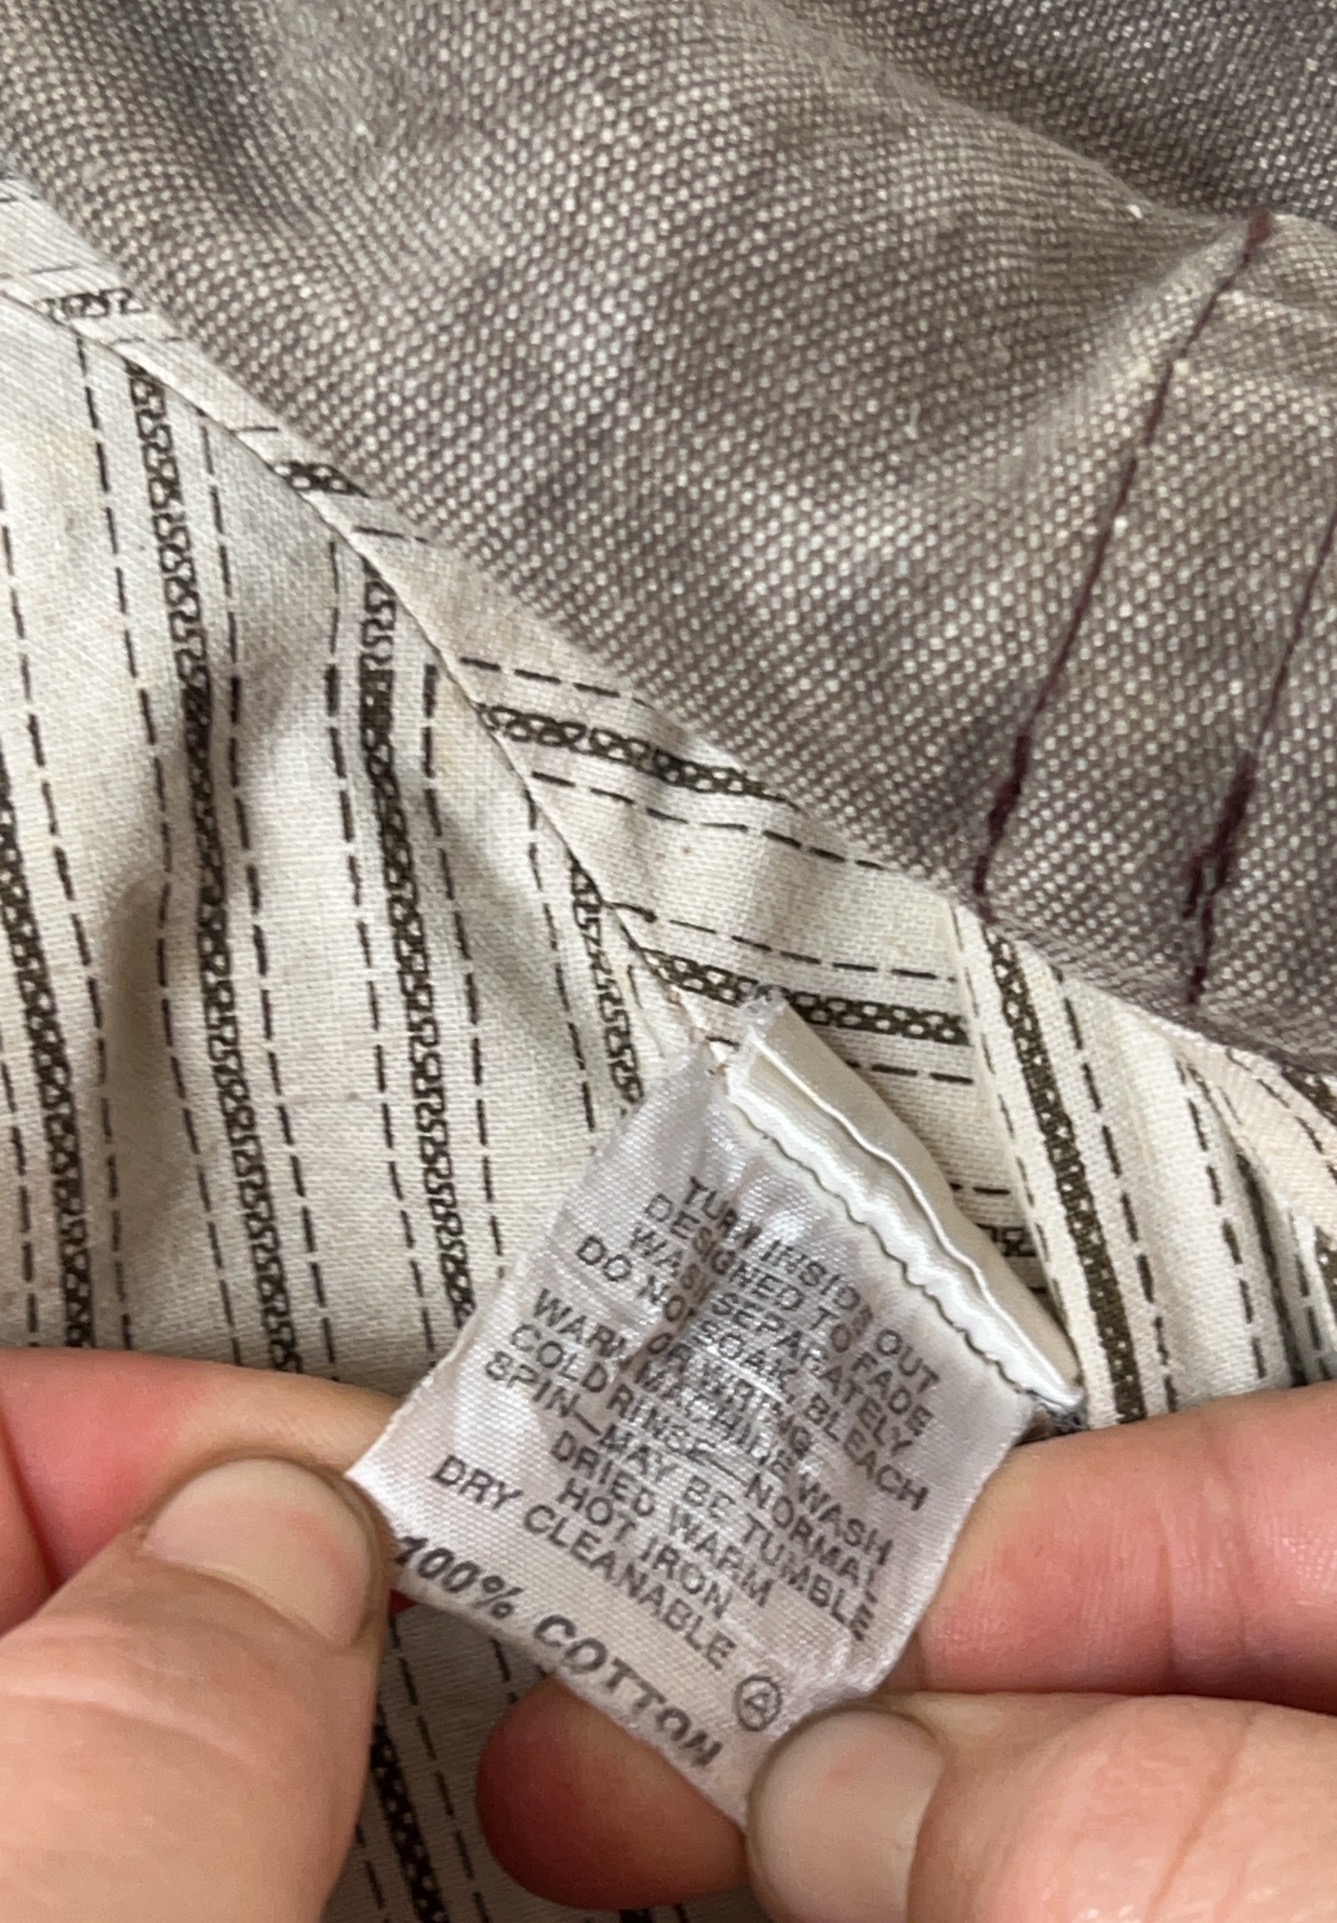 TURN INSIDE OUT
DESIGNED TO FADE
WASH SEPARATELY
DO NOT SOAK, BLEACH
OR WRING
WARM MACHINE WASH
COLD RINSE—NORMAL
SPIN—MAY BE TUMBLE
DRIED WARM
HOT IRON
DRY CLEANABLE Ⓐ
100% COTTON